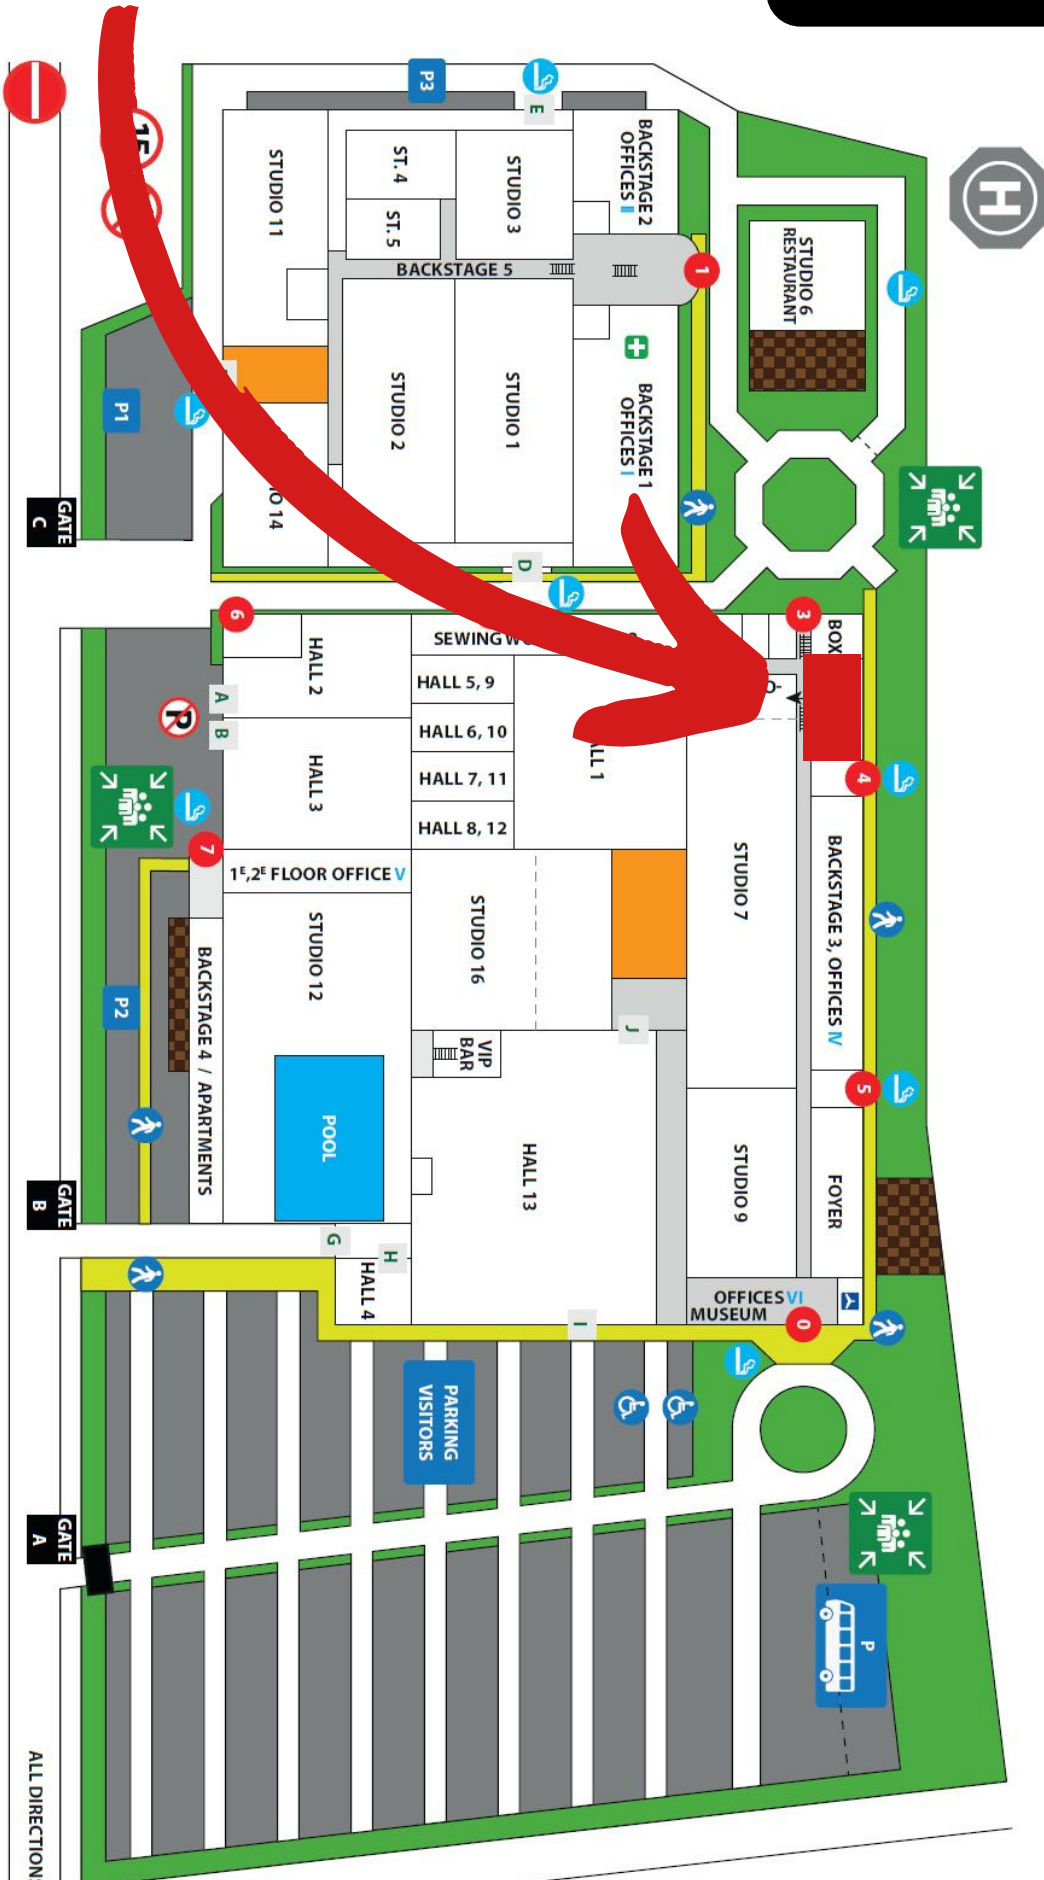 P3
E
BACKSTAGE 2
OFFICES II
STUDIO 11
ST. 4
STUDIO 3
ST. 5
BACKSTAGE 5
1
STUDIO 6
RESTAURANT
H
STUDIO 2
STUDIO 1
BACKSTAGE 1
OFFICES I
P1
GATE
C
D
6
HALL 2
3
HALL 5, 9
HALL 6, 10
HALL 7, 11
HALL 8, 12
A
B
P
HALL 3
4
7
1E,2E FLOOR OFFICE V
STUDIO 7
BACKSTAGE 3, OFFICES IV
STUDIO 16
STUDIO 12
BACKSTAGE 4 / APARTMENTS
P2
J
VIP
BAR
5
POOL
HALL 13
STUDIO 9
FOYER
GATE
B
G
H
HALL 4
I
OFFICES VI
MUSEUM
0
PARKING
VISITORS
GATE
A
P
ALL DIRECTIONS